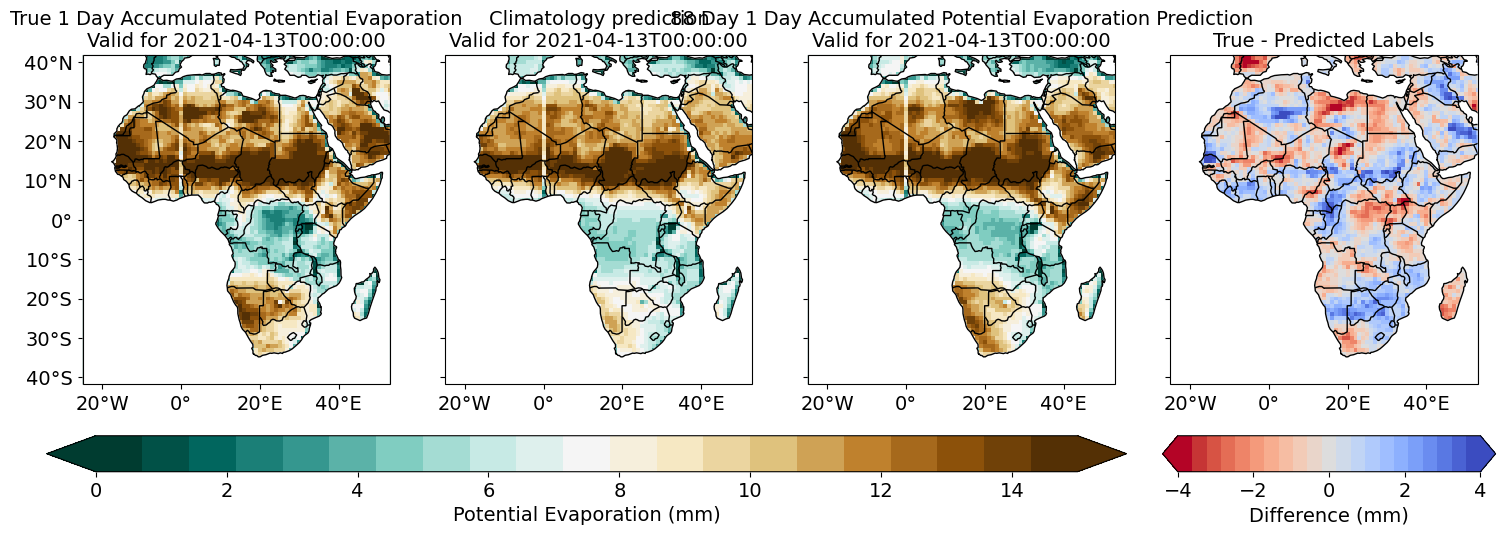 True 1 Day Accumulated Potential Evaporation
Valid for 2021-04-13T00:00:00
Climatology prediction
Valid for 2021-04-13T00:00:00
88 Day 1 Day Accumulated Potential Evaporation Prediction
Valid for 2021-04-13T00:00:00
True - Predicted Labels
40°N
30°N
20°N
10°N
0°
10°S
20°S
30°S
40°S
20°W 0° 20°E 40°E
20°W 0° 20°E 40°E
20°W 0° 20°E 40°E
20°W 0° 20°E 40°E
0 2 4 6 8 10 12 14
Potential Evaporation (mm)
−4 −2 0 2 4
Difference (mm)